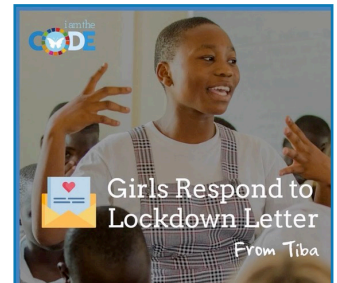 I am the
CODE
Girls Respond to
Lockdown Letter
From Tiba